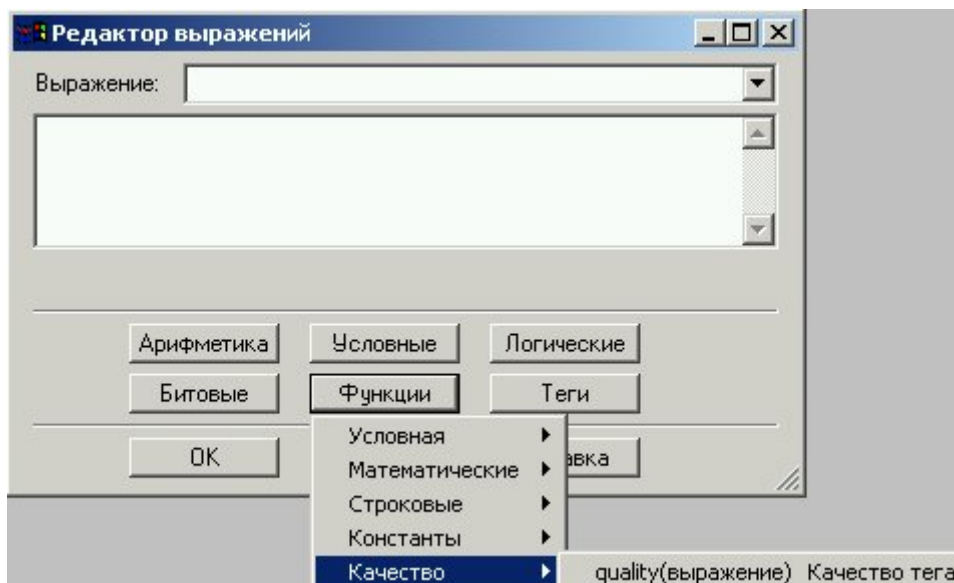 Редактор выражений
Выражение:
Арифметика Условные Логические
Битовые Функции Теги
OK авка
Условная
Математические
Строковые
Константы
Качество quality(выражение) Качество тега